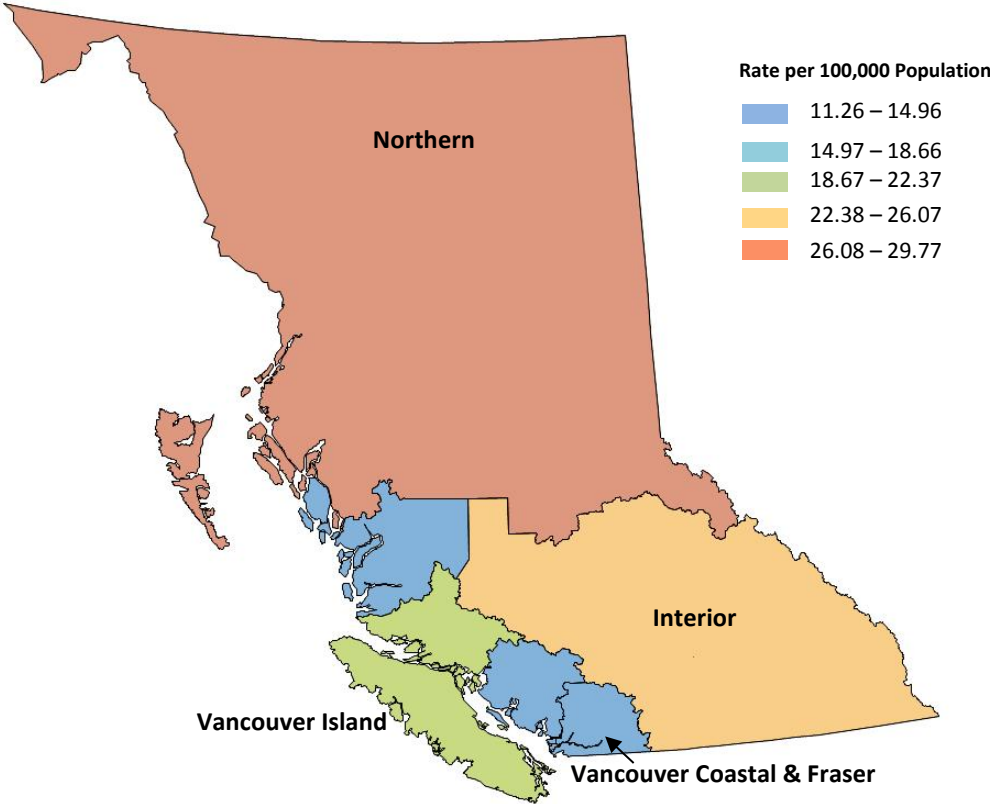 Rate per 100,000 Population
11.26 – 14.96
14.97 – 18.66
18.67 – 22.37
22.38 – 26.07
26.08 – 29.77
Northern
Interior
Vancouver Island
Vancouver Coastal & Fraser